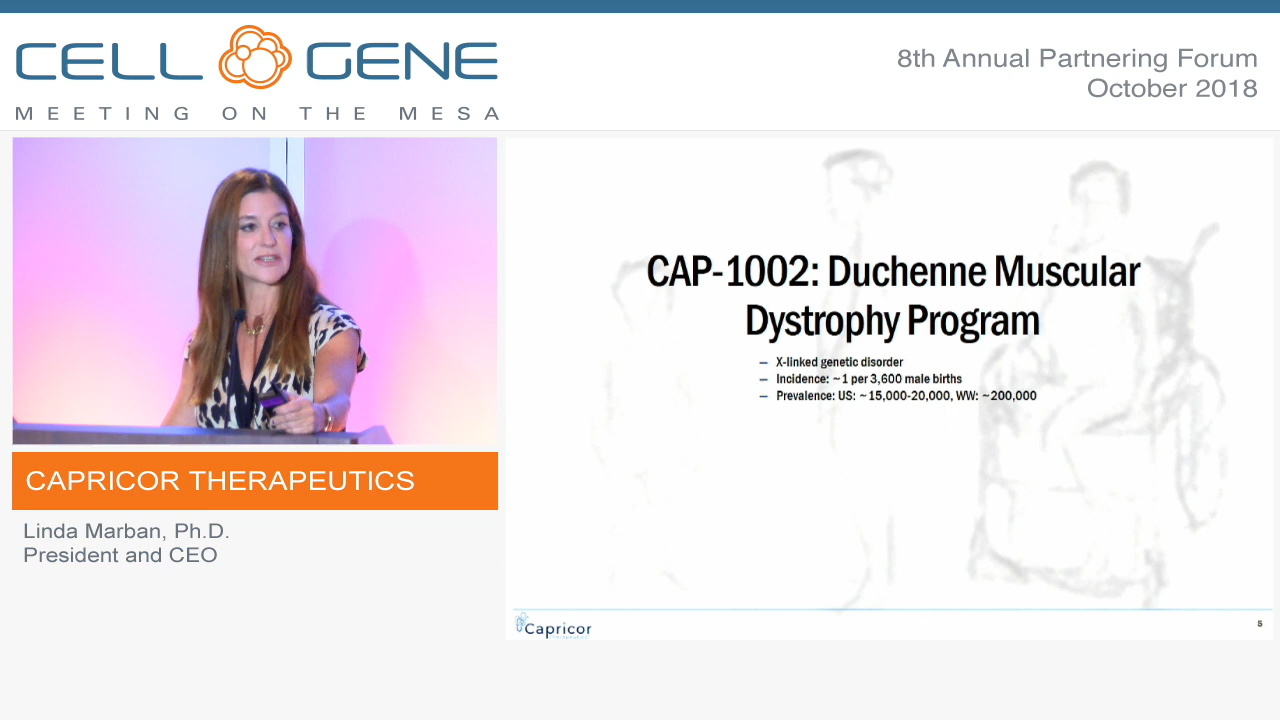 CELL GENE
MEETING ON THE MESA
8th Annual Partnering Forum
October 2018
CAPRICOR THERAPEUTICS
Linda Marban, Ph.D.
President and CEO
CAP-1002: Duchenne Muscular
Dystrophy Program
– X-linked genetic disorder
– Incidence: ~1 per 3,600 male births
– Prevalence: US: ~15,000-20,000, WW: ~200,000
Capricor
5